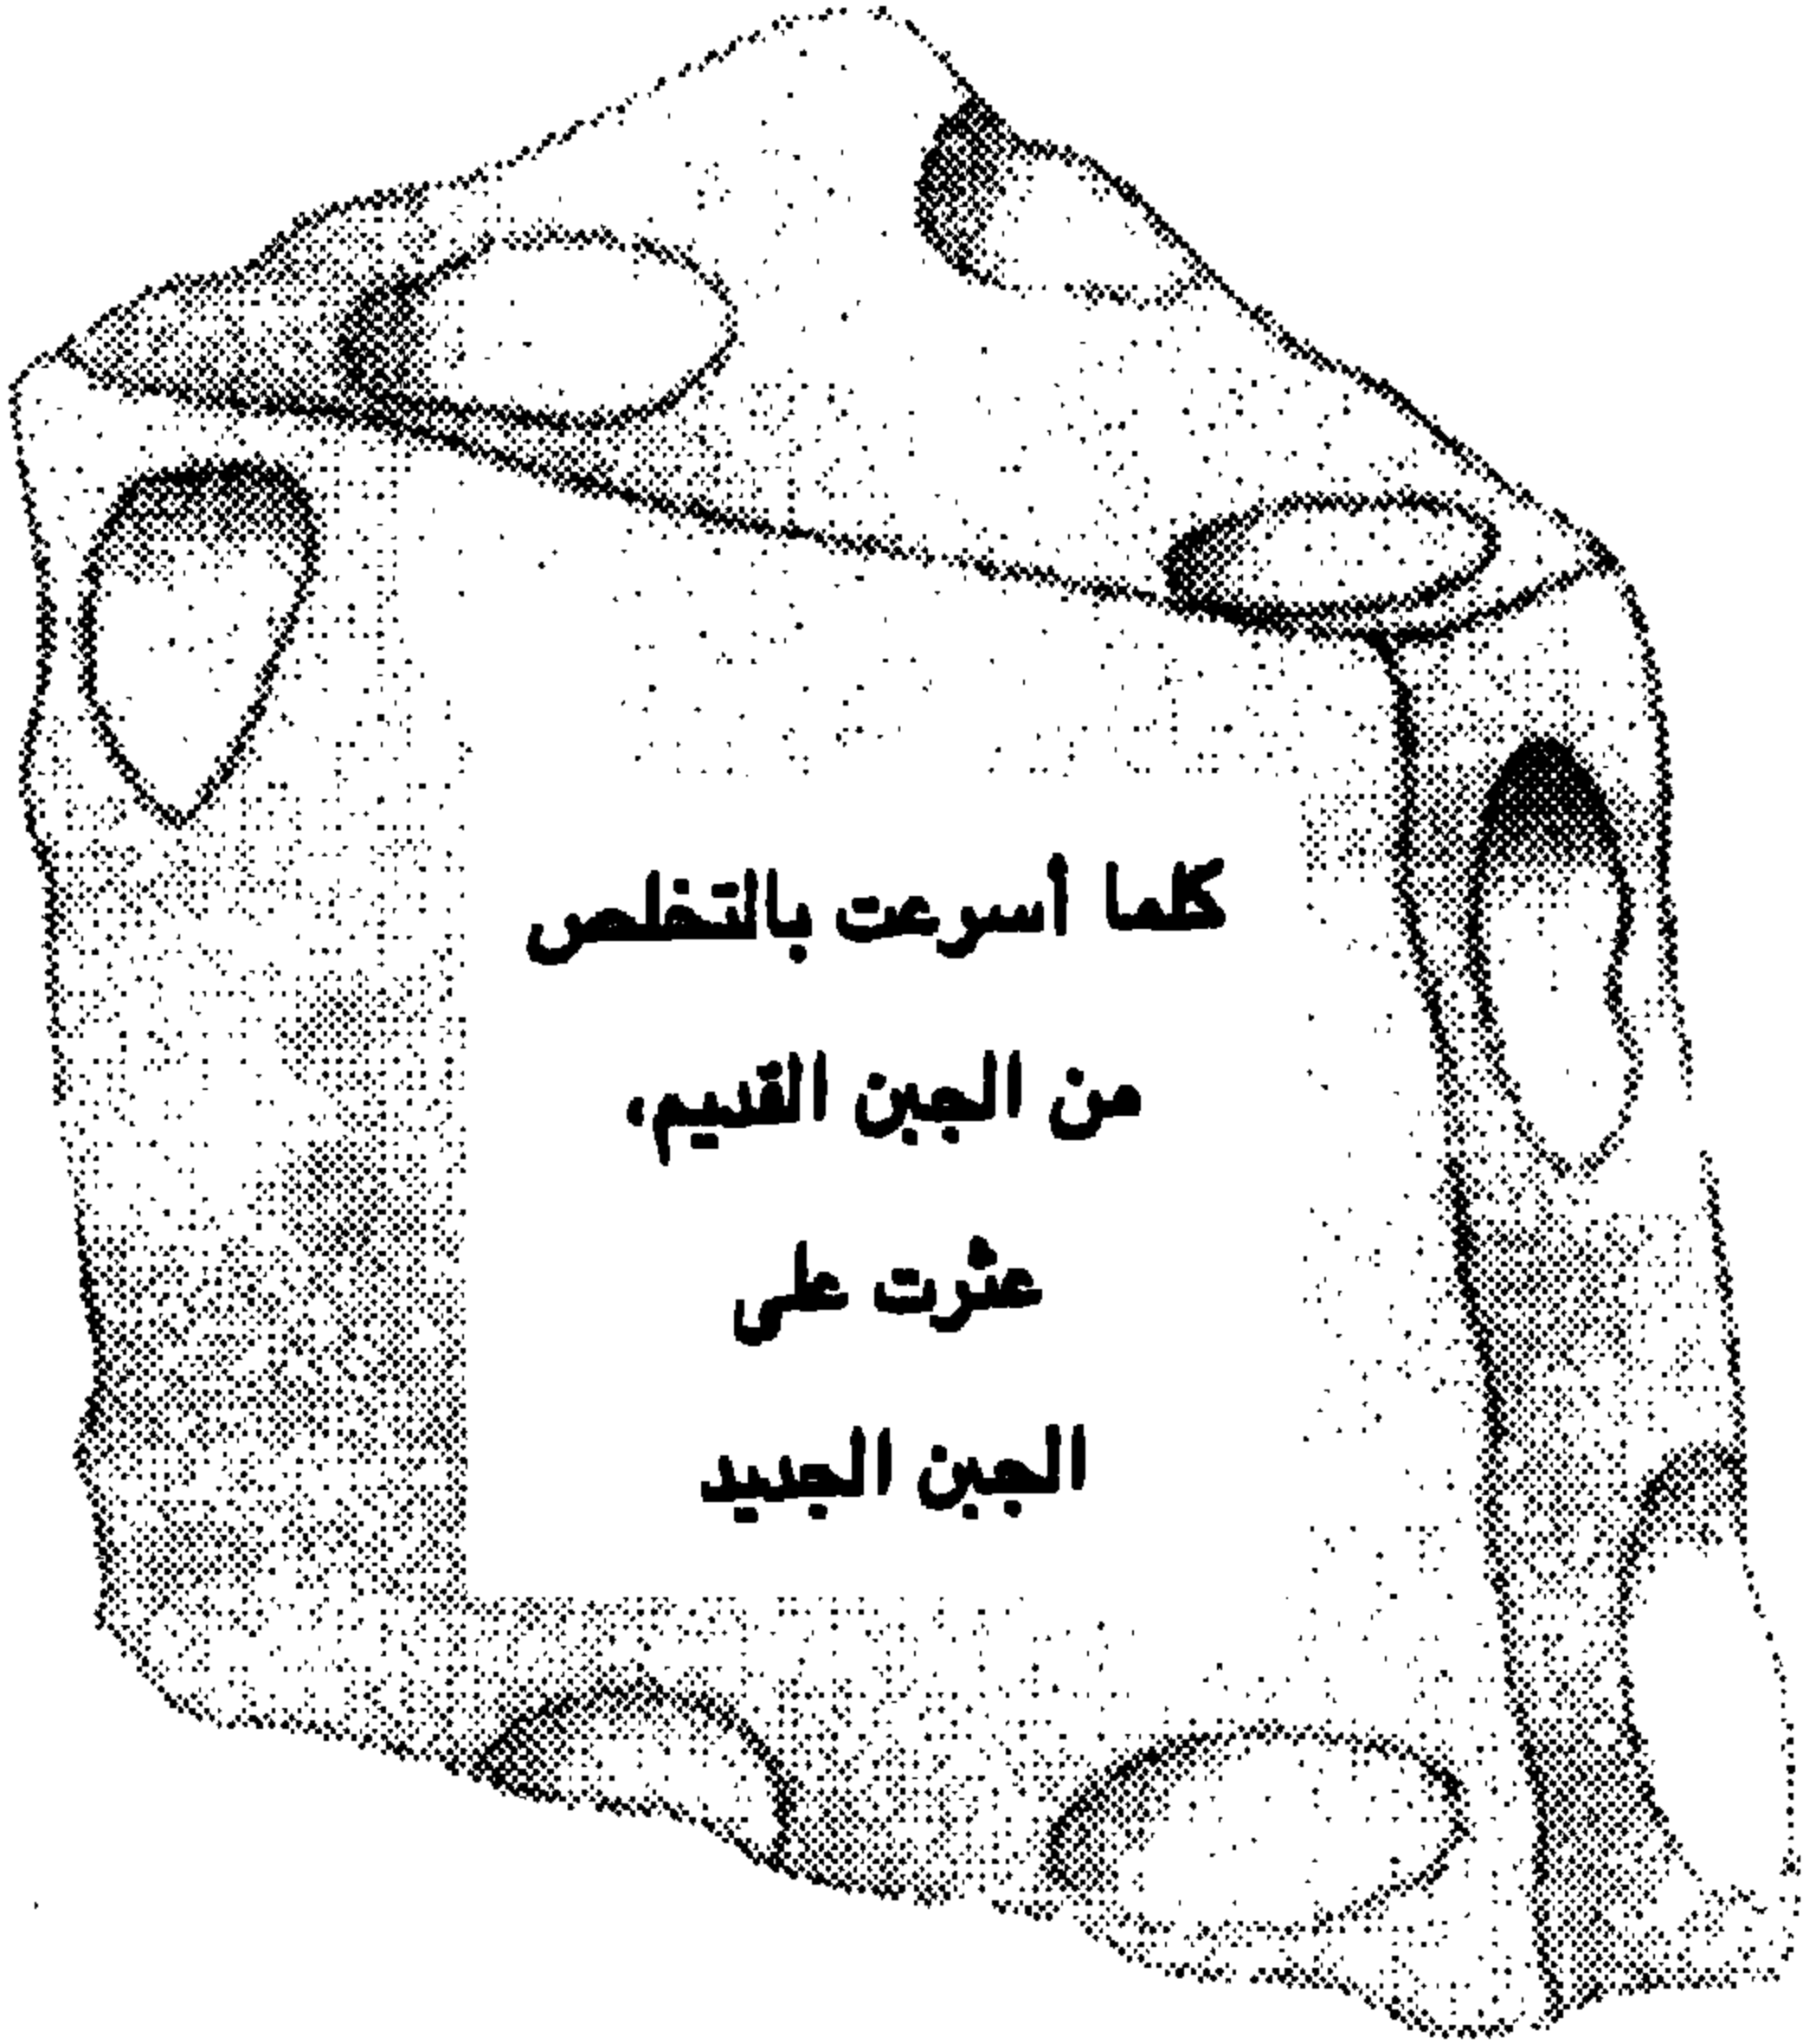 كلما أسرعت بالتخلص
من الجبن القديم،
عثرت على
الجبن الجديد